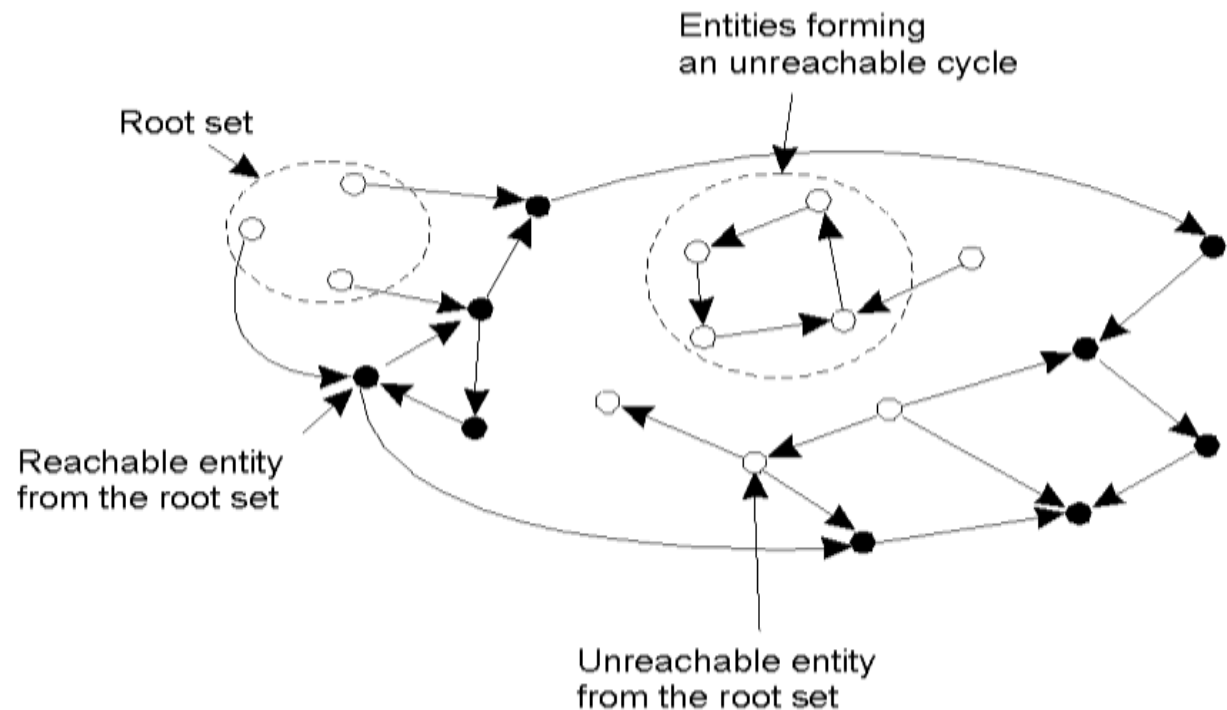 Entities forming
an unreachable cycle
Root set
Reachable entity
from the root set
Unreachable entity
from the root set